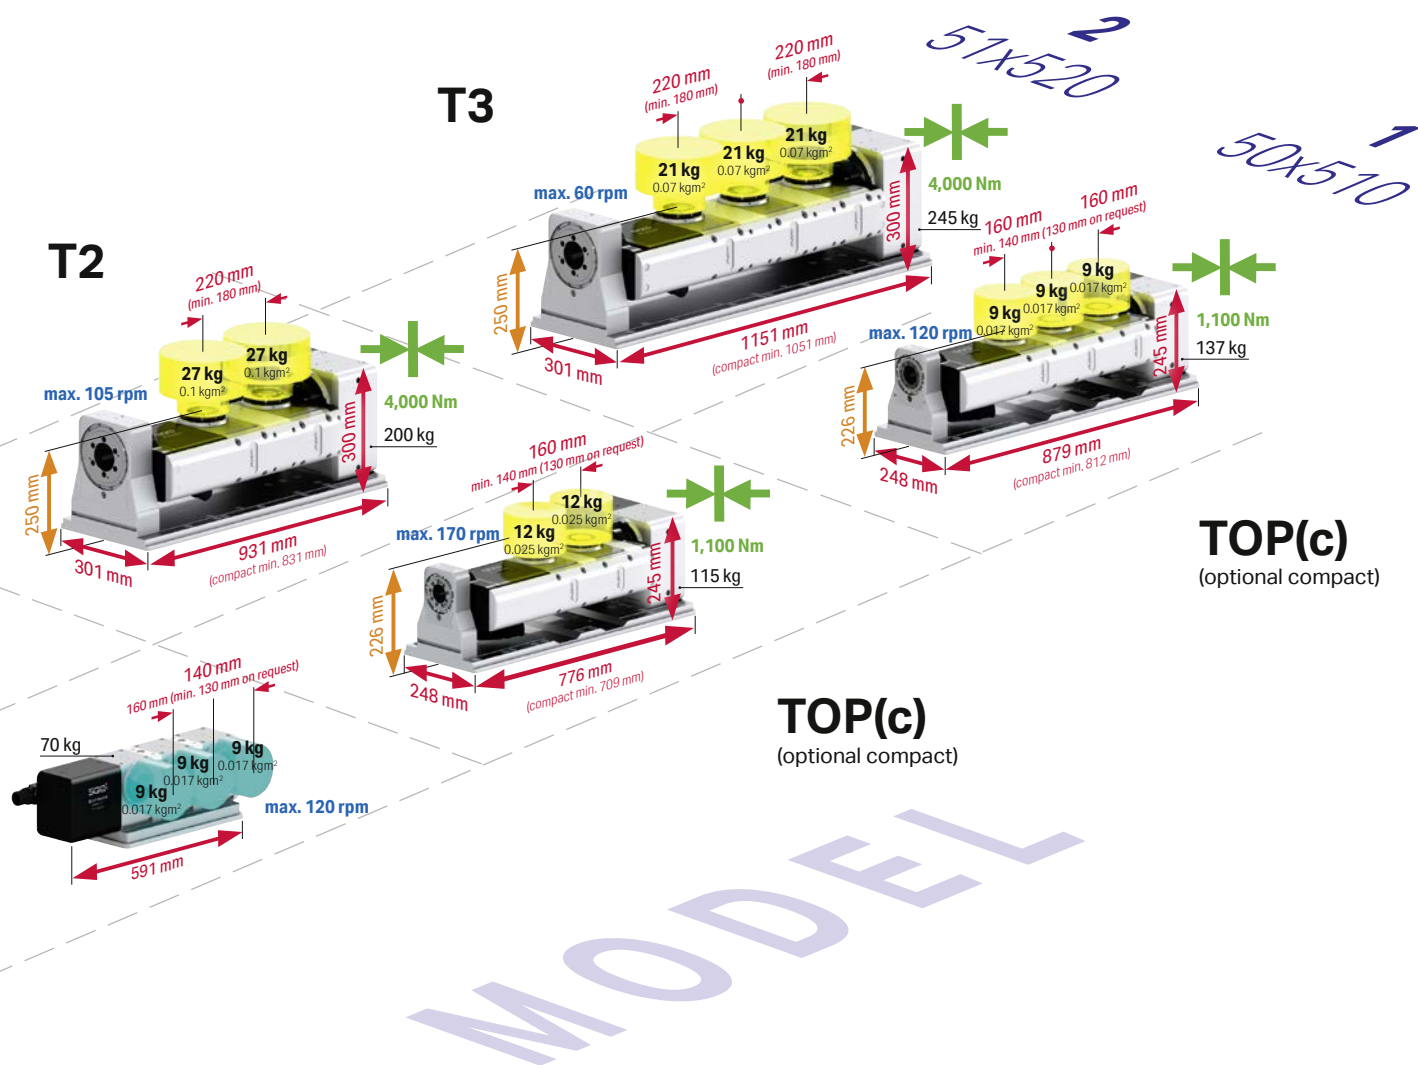 2
51x520
1
50x510
T3
220 mm
(min. 180 mm)
220 mm
(min. 180 mm)
21 kg
0.07 kgm²
21 kg
0.07 kgm²
21 kg
0.07 kgm²
max. 60 rpm
4,000 Nm
245 kg
300 mm
250 mm
301 mm
1151 mm
(compact min. 1051 mm)
T2
220 mm
(min. 180 mm)
27 kg
0.1 kgm²
27 kg
0.1 kgm²
max. 105 rpm
4,000 Nm
200 kg
300 mm
250 mm
301 mm
931 mm
(compact min. 831 mm)
160 mm
160 mm
min. 140 mm (130 mm on request)
9 kg
0.017 kgm²
9 kg
0.017 kgm²
9 kg
0.017 kgm²
max. 120 rpm
1,100 Nm
137 kg
245 mm
226 mm
248 mm
879 mm
(compact min. 812 mm)
TOP(c)
(optional compact)
160 mm
min. 140 mm (130 mm on request)
12 kg
0.025 kgm²
12 kg
0.025 kgm²
max. 170 rpm
1,100 Nm
115 kg
245 mm
226 mm
248 mm
776 mm
(compact min. 709 mm)
TOP(c)
(optional compact)
140 mm
160 mm (min. 130 mm on request)
70 kg
9 kg
0.017 kgm²
9 kg
0.017 kgm²
9 kg
0.017 kgm²
max. 120 rpm
591 mm
MODEL